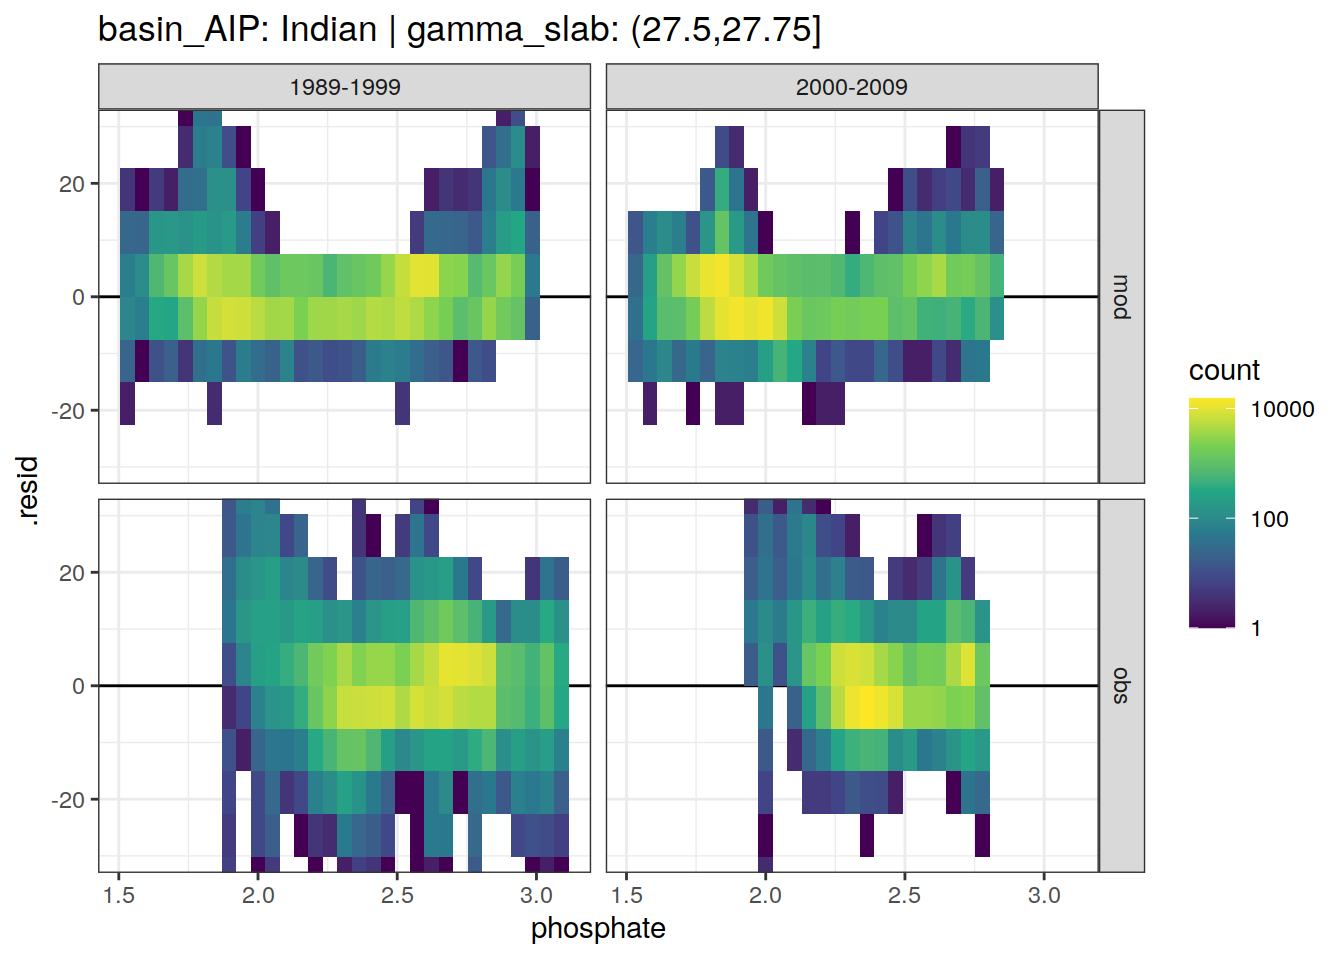 basin_AIP: Indian | gamma_slab: (27.5,27.75]
1989-1999
2000-2009
20
0
-20
mod
20
0
-20
obs
.resid
1.5 2.0 2.5 3.0
1.5 2.0 2.5 3.0
phosphate
count
10000
100
1